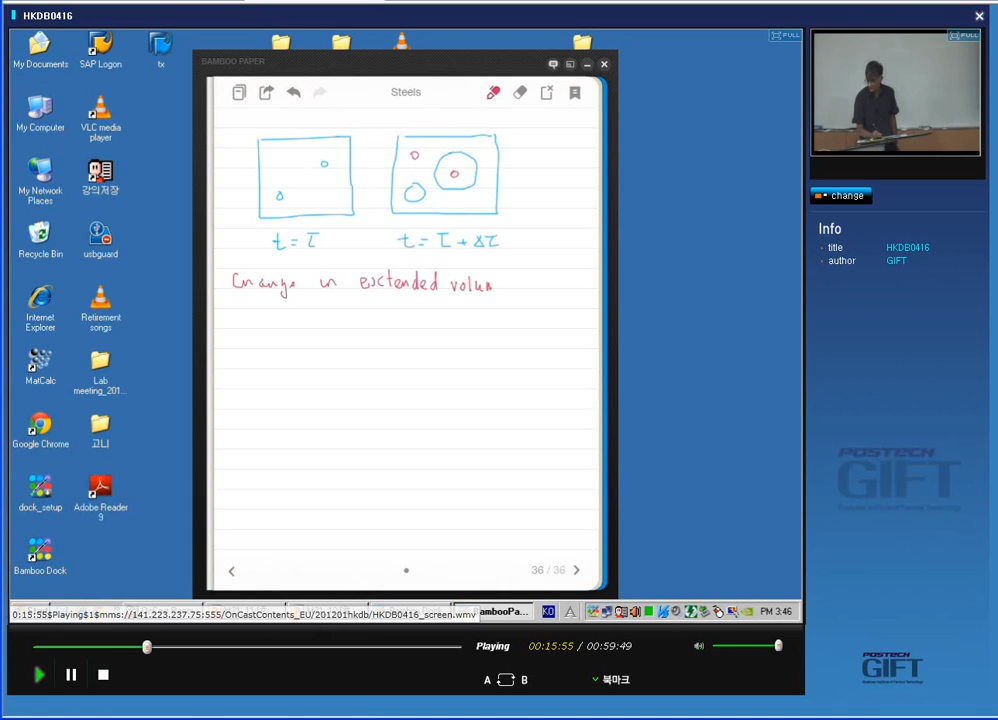 HKDB0416
FULL
FULL
My Documents
SAP Logon
tx
BAMBOO PAPER
Steels
My Computer
VLC media
player
My Network
Places
강의저장
t = τ
t = τ + Δτ
change
Info
title HKDB0416
author GIFT
Recycle Bin
usbguard
Change in extended volum
Internet
Explorer
Retirement
songs
MatCalc
Lab
meeting_201...
Google Chrome
고니
POSTECH
GIFT
dock_setup
Adobe Reader
9
Bamboo Dock
36 / 36
0:15:55$Playing$1$mms://141.223.237.75:555/OnCastContents_EU/201201hkdb/HKDB0416_screen.wmv
BambooPa...
KO
A
PM 3:46
Playing
00:15:55 / 00:59:49
A B
북마크
POSTECH
GIFT